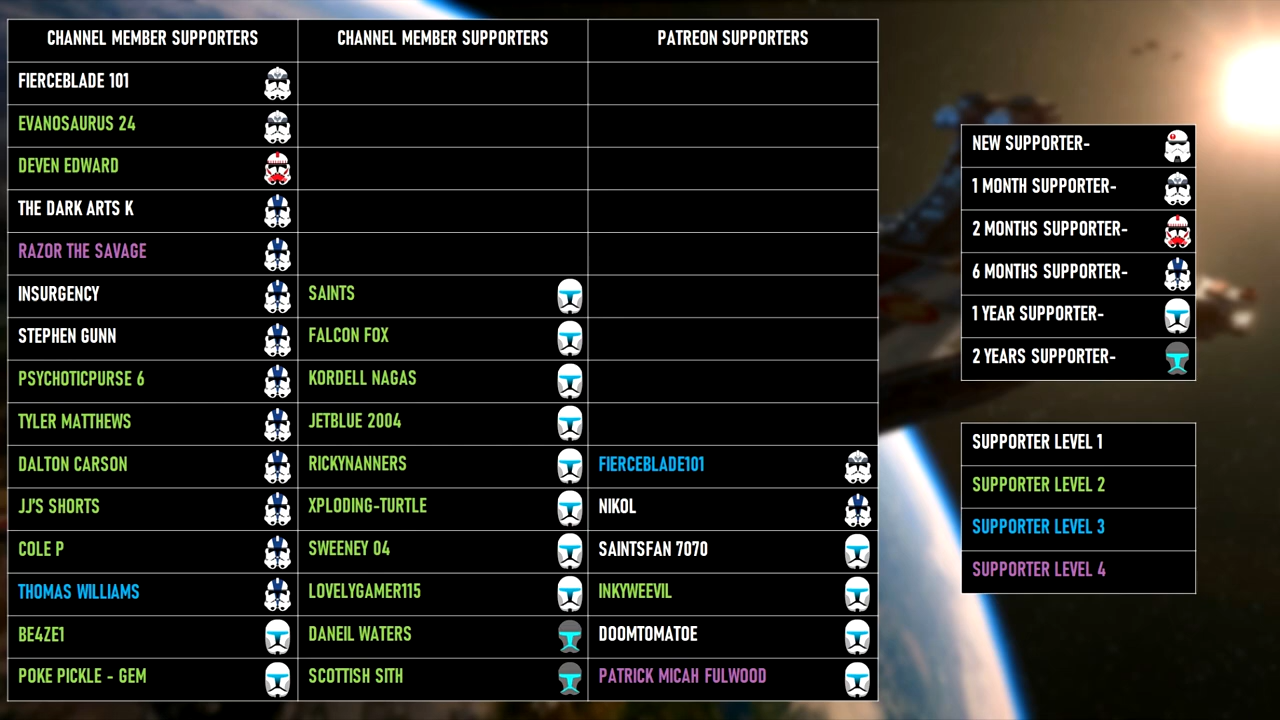 CHANNEL MEMBER SUPPORTERS CHANNEL MEMBER SUPPORTERS PATREON SUPPORTERS
FIERCEBLADE 101
EVANOSAURUS 24
DEVEN EDWARD
THE DARK ARTS K
RAZOR THE SAVAGE
INSURGENCY SAINTS
STEPHEN GUNN FALCON FOX
PSYCHOTICPURSE 6 KORDELL NAGAS
TYLER MATTHEWS JETBLUE 2004
DALTON CARSON RICKYNANNERS FIERCEBLADE101
JJ'S SHORTS XPLODING-TURTLE NIKOL
COLE P SWEENEY 04 SAINTSFAN 7070
THOMAS WILLIAMS LOVELYGAMER115 INKYWEEVIL
BE4ZE1 DANEIL WATERS DOOMTOMATOE
POKE PICKLE - GEM SCOTTISH SITH PATRICK MICAH FULWOOD
NEW SUPPORTER-
1 MONTH SUPPORTER-
2 MONTHS SUPPORTER-
6 MONTHS SUPPORTER-
1 YEAR SUPPORTER-
2 YEARS SUPPORTER-
SUPPORTER LEVEL 1
SUPPORTER LEVEL 2
SUPPORTER LEVEL 3
SUPPORTER LEVEL 4